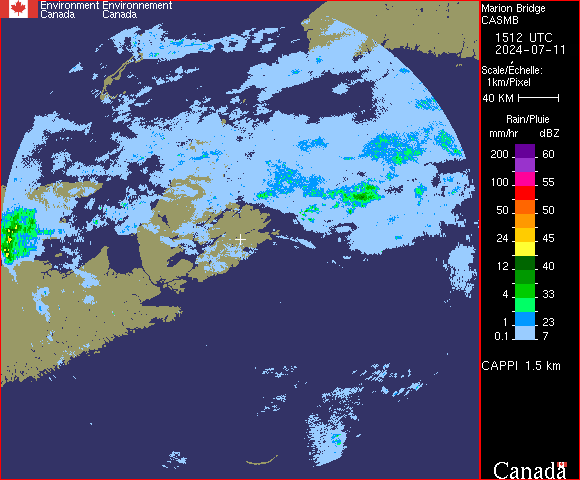 Environment Environnement
Canada Canada
Marion Bridge
CASMB
1512 UTC
2024-07-11
Scale/Échelle:
1km/Pixel
40 KM
Rain/Pluie
mm/hr dBZ
200 60
100 55
50 50
24 45
12 40
4 33
1 23
0.1 7
CAPPI 1.5 km
Canada